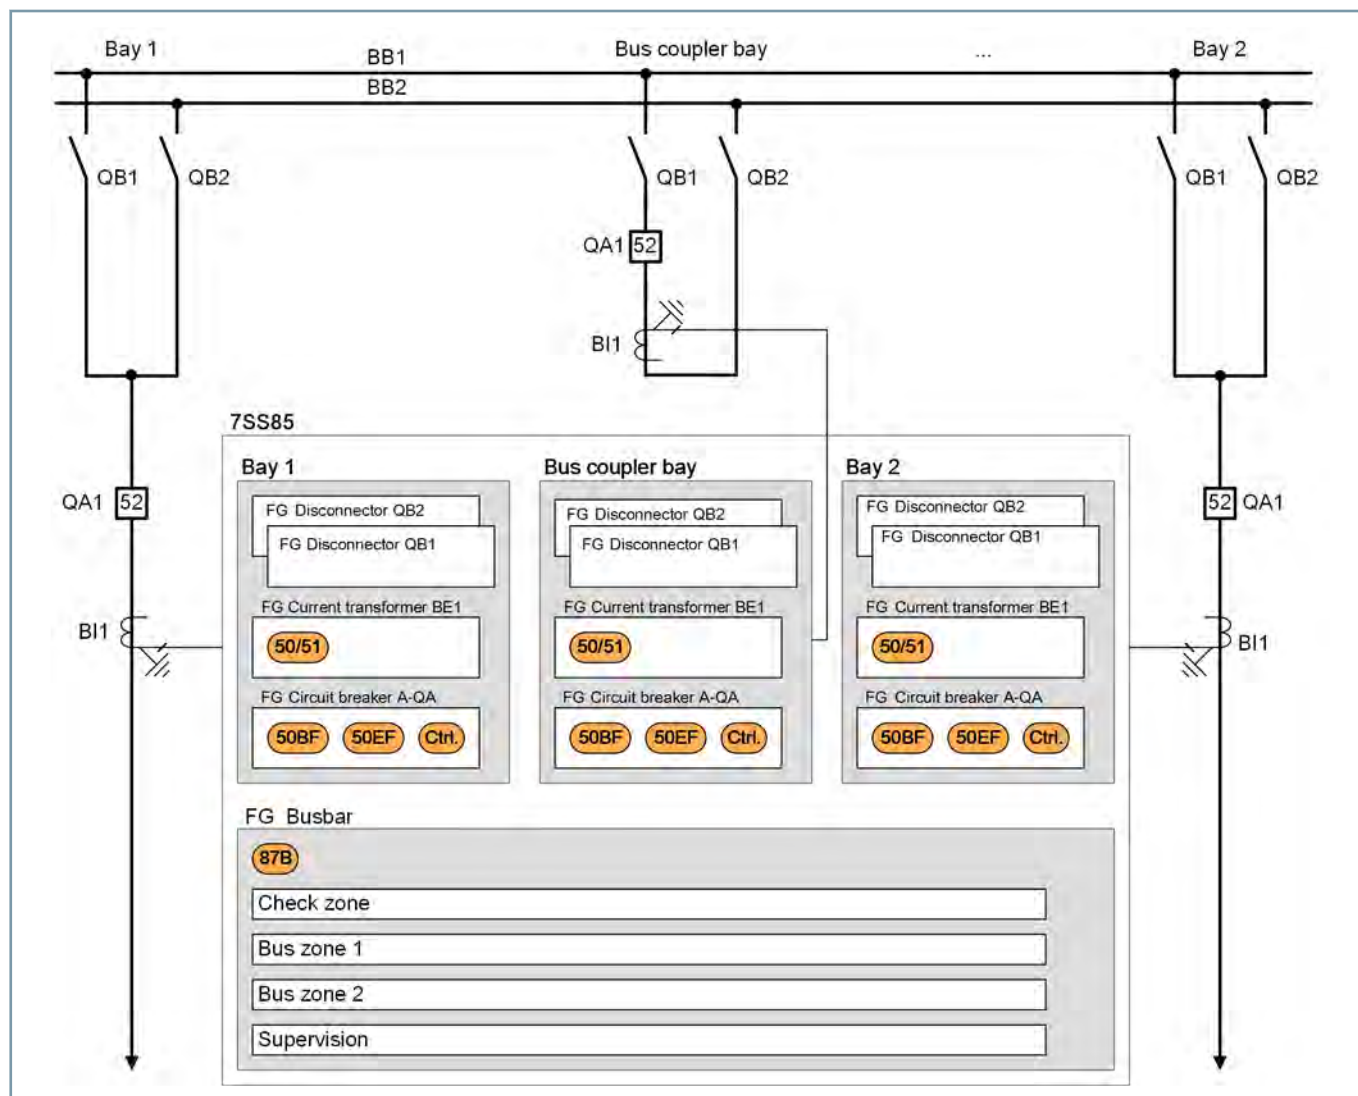 Bay 1
BB1
Bus coupler bay
...
Bay 2
BB2
QB1
QB2
QB1
QB2
QB1
QB2
QA1 52
BI1
7SS85
Bay 1
Bus coupler bay
Bay 2
QA1 52
52 QA1
FG Disconnector QB2
FG Disconnector QB1
FG Current transformer BE1
50/51
FG Circuit breaker A-QA
50BF 50EF Ctrl.
FG Disconnector QB2
FG Disconnector QB1
FG Current transformer BE1
50/51
FG Circuit breaker A-QA
50BF 50EF Ctrl.
FG Disconnector QB2
FG Disconnector QB1
FG Current transformer BE1
50/51
FG Circuit breaker A-QA
50BF 50EF Ctrl.
BI1
BI1
FG Busbar
87B
Check zone
Bus zone 1
Bus zone 2
Supervision